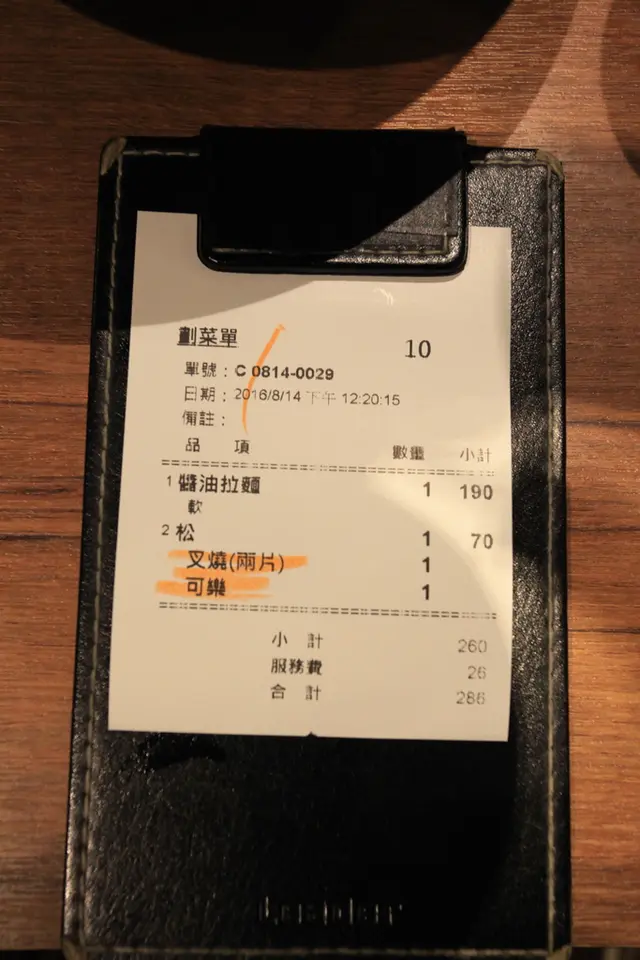 劃菜單
10
單號：C 0814-0029
日期：2016/8/14 下午 12:20:15
備註：
品 項 數量 小計
1 醬油拉麵 1 190
軟
2 松 1 70
叉燒(兩片) 1
可樂 1
小 計 260
服務費 26
合 計 286